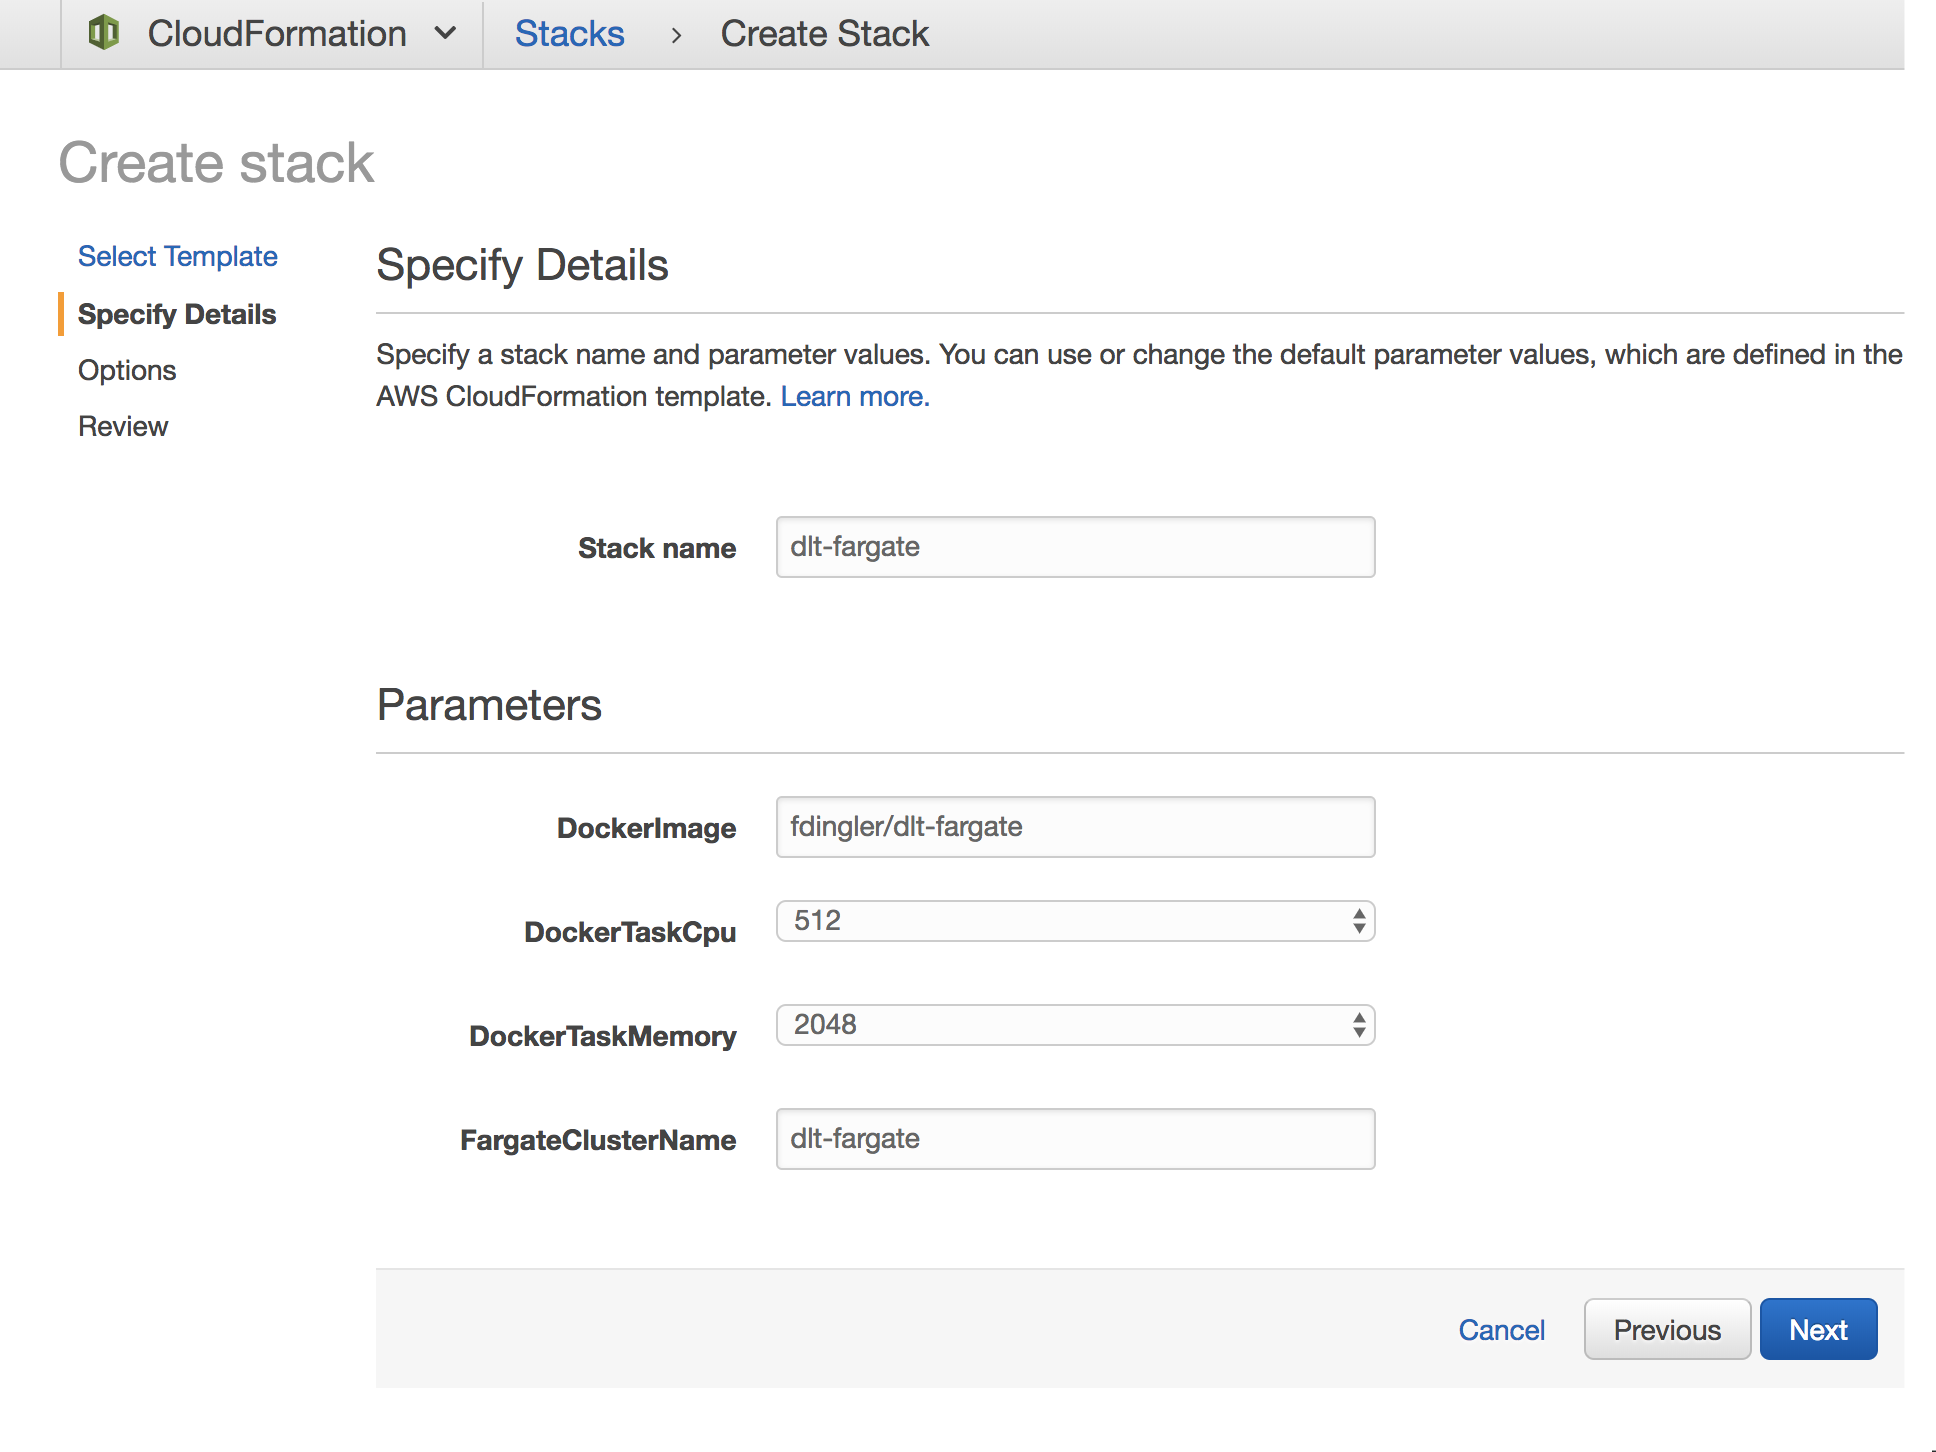 CloudFormation Stacks > Create Stack
Create stack
Select Template
Specify Details
Options
Review
Specify Details
Specify a stack name and parameter values. You can use or change the default parameter values, which are defined in the
AWS CloudFormation template. Learn more.
Stack name dlt-fargate
Parameters
DockerImage fdingler/dlt-fargate
DockerTaskCpu 512
DockerTaskMemory 2048
FargateClusterName dlt-fargate
Cancel Previous Next